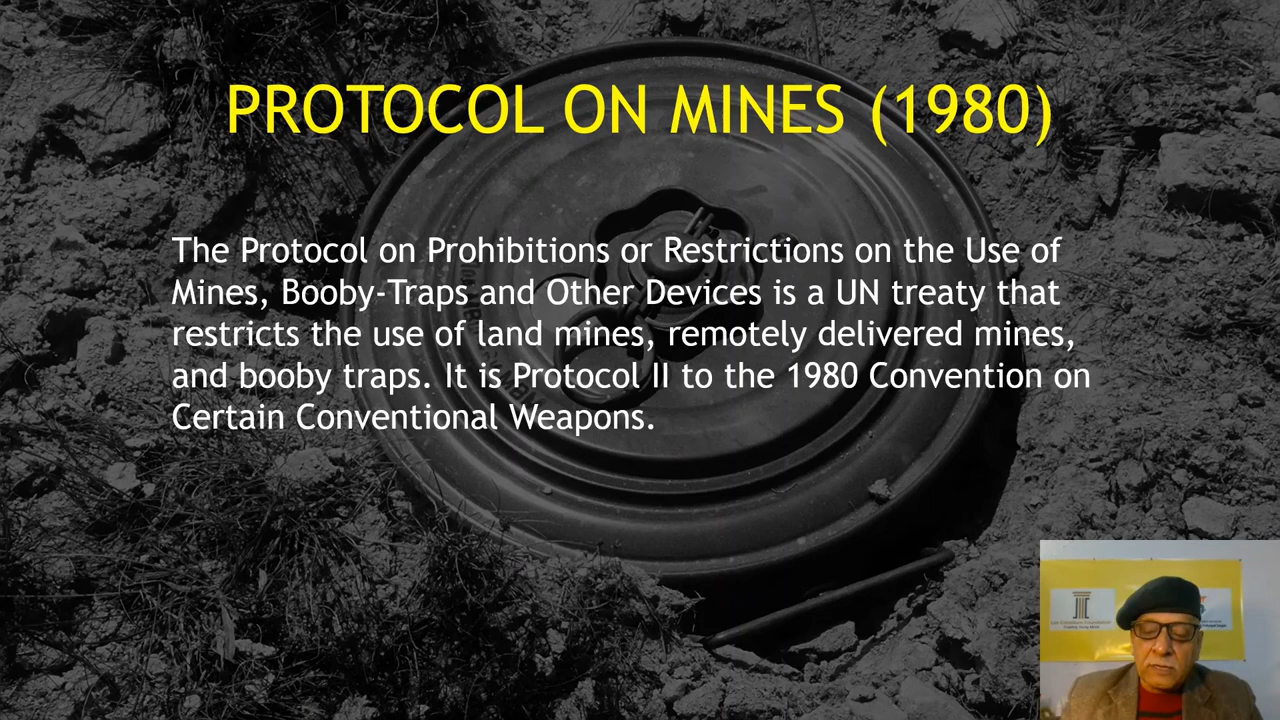 PROTOCOL ON MINES (1980)
The Protocol on Prohibitions or Restrictions on the Use of
Mines, Booby-Traps and Other Devices is a UN treaty that
restricts the use of land mines, remotely delivered mines,
and booby traps. It is Protocol II to the 1980 Convention on
Certain Conventional Weapons.